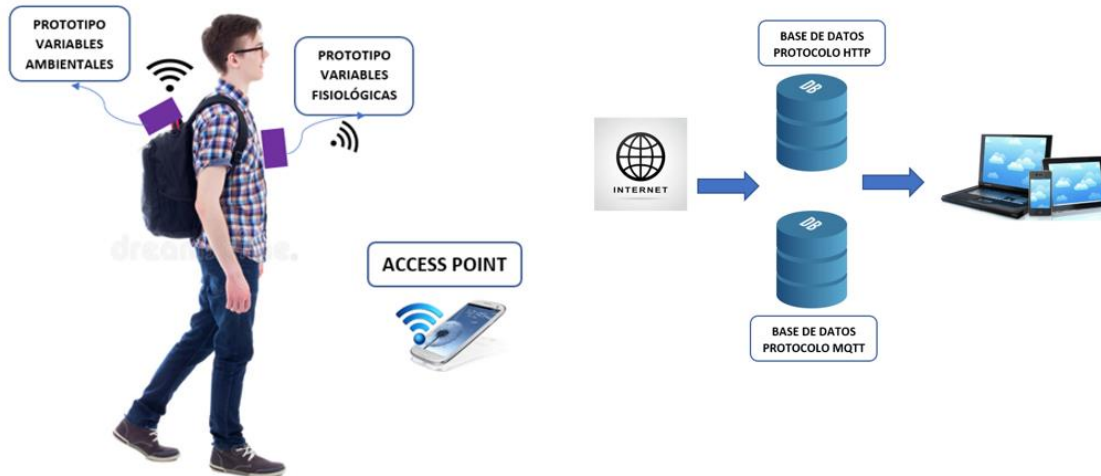 PROTOTIPO
VARIABLES
AMBIENTALES
PROTOTIPO
VARIABLES
FISIOLÓGICAS
ACCESS POINT
INTERNET
BASE DE DATOS
PROTOCOLO HTTP
DB
DB
BASE DE DATOS
PROTOCOLO MQTT